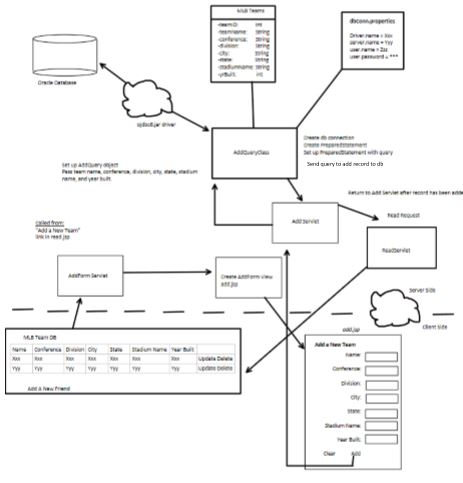 MLB Teams
-teamID: int
-teamName: String
-conference: String
-division: String
-city: String
-state: String
-stadiumName: String
-yrBuilt: int
dbconn.properties
Driver.name = Xxx
server.name = Yyy
user.name = Zzz
user.password = ***
Oracle Database
ojdbc6.jar driver
AddQueryClass
Create db connection
Create PreparedStatement
Set up PreparedStatement with query
Send query to add record to db
Set up AddQuery object
Pass team name, conference, division, city, state, stadium
name, and year built
Return to Add Servlet after record has been adde
Add Servlet
Read Request
ReadServlet
Called from:
"Add a New Team"
link in read.jsp
AddForm Servlet
Create AddForm View
add.jsp
Server Side
Client Side
MLB Team DB
Name Conference Division City State Stadium Name Year Built
Xxx Xxx Xxx Xxx Xxx Xxx Xxx Update Delete
Yyy Yyy Yyy Yyy Yyy Yyy Yyy Update Delete
Add A New Friend
add.jsp
Add a New Team
Name:
Conference:
Division:
City:
State:
Stadium Name:
Year Built:
Clear Add